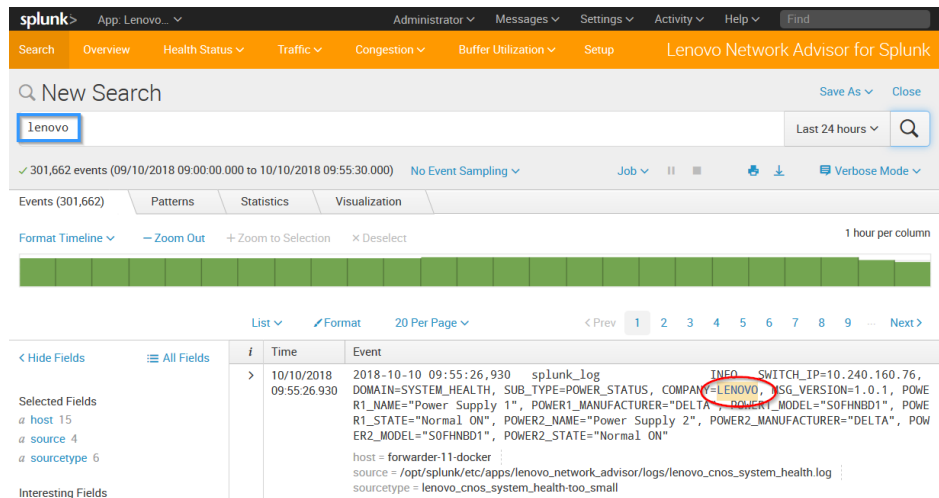 splunk> App: Lenovo... Administrator Messages Settings Activity Help Find
Search Overview Health Status Traffic Congestion Buffer Utilization Setup Lenovo Network Advisor for Splunk
New Search Save As Close
lenovo Last 24 hours
301,662 events (09/10/2018 09:00:00.000 to 10/10/2018 09:55:30.000) No Event Sampling Job Verbose Mode
Events (301,662) Patterns Statistics Visualization
Format Timeline — Zoom Out + Zoom to Selection × Deselect 1 hour per column
List Format 20 Per Page < Prev 1 2 3 4 5 6 7 8 9 ... Next >
< Hide Fields All Fields i Time Event
> 10/10/2018 2018-10-10 09:55:26,930 splunk_log INFO SWITCH_IP=10.240.160.76,
09:55:26.930 DOMAIN=SYSTEM_HEALTH, SUB_TYPE=POWER_STATUS, COMPANY=LENOVO, MSG_VERSION=1.0.1, POWE
Selected Fields R1_NAME="Power Supply 1", POWER1_MANUFACTURER="DELTA", POWER1_MODEL="S0FHNBD1", POWE
a host 15 R1_STATE="Normal ON", POWER2_NAME="Power Supply 2", POWER2_MANUFACTURER="DELTA", POW
a source 4 ER2_MODEL="S0FHNBD1", POWER2_STATE="Normal ON"
a sourcetype 6 host = forwarder-11-docker
source = /opt/splunk/etc/apps/lenovo_network_advisor/logs/lenovo_cnos_system_health.log
Interesting Fields sourcetype = lenovo_cnos_system_health-too_small